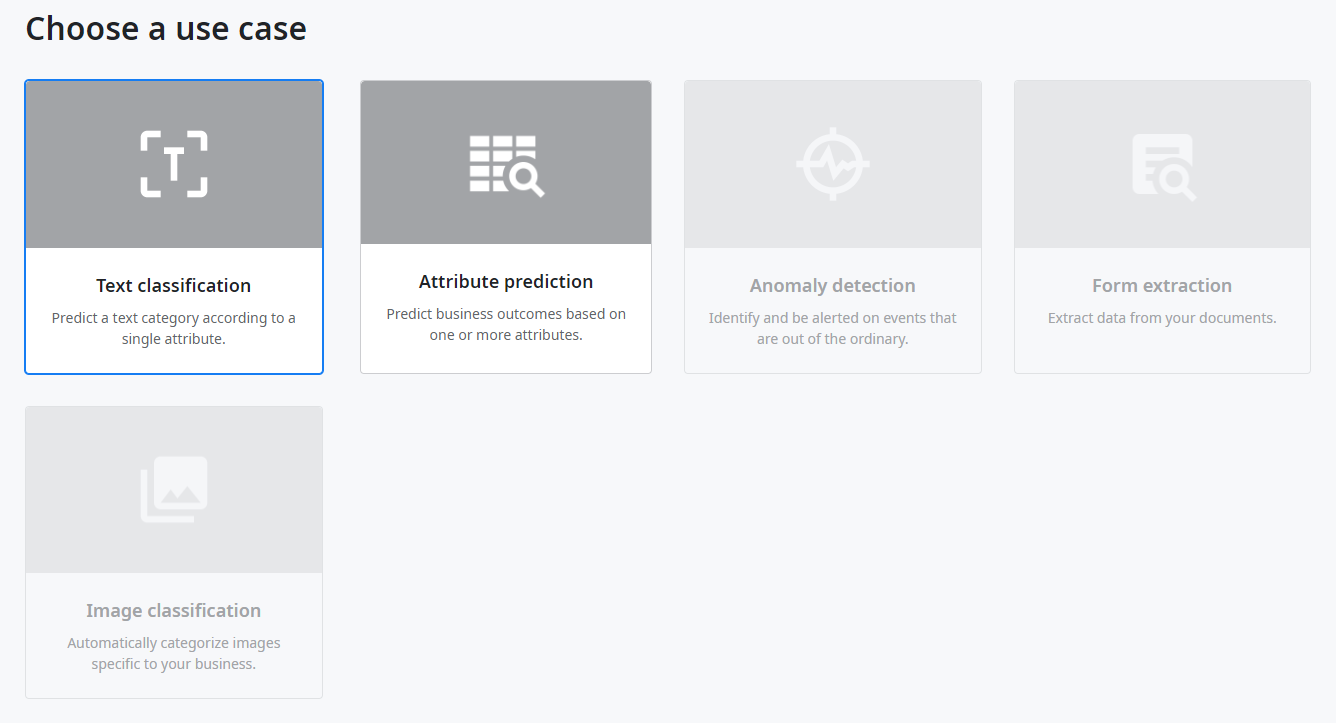 Choose a use case
T
Text classification
Predict a text category according to a
single attribute.
Attribute prediction
Predict business outcomes based on
one or more attributes.
Anomaly detection
Identify and be alerted on events that
are out of the ordinary.
Form extraction
Extract data from your documents.
Image classification
Automatically categorize images
specific to your business.